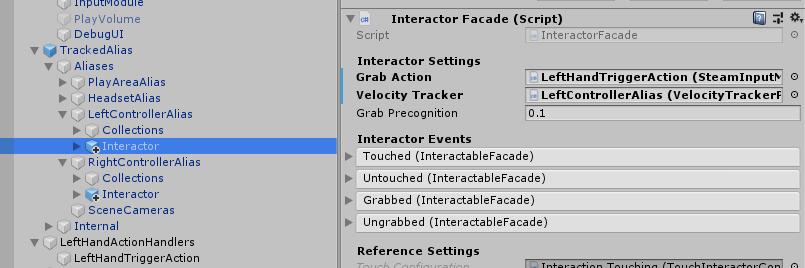 InputModule
PlayVolume
DebugUI
TrackedAlias
Aliases
PlayAreaAlias
HeadsetAlias
LeftControllerAlias
Collections
Interactor
RightControllerAlias
Collections
Interactor
SceneCameras
Internal
LeftHandActionHandlers
LeftHandTriggerAction
Interactor Facade (Script)
Script InteractorFacade
Interactor Settings
Grab Action LeftHandTriggerAction (SteamInputM
Velocity Tracker LeftControllerAlias (VelocityTrackerP
Grab Precognition 0.1
Interactor Events
Touched (InteractableFacade)
Untouched (InteractableFacade)
Grabbed (InteractableFacade)
Ungrabbed (InteractableFacade)
Reference Settings
Touch Configuration Interaction.Touching (TouchInteractorCon